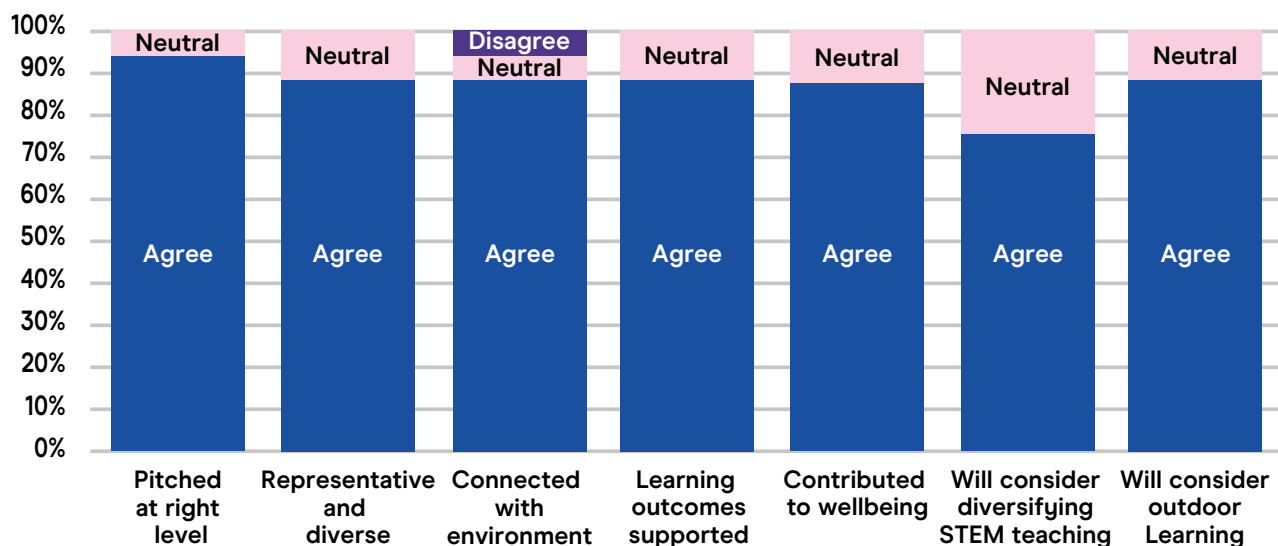 100%
90%
80%
70%
60%
50%
40%
30%
20%
10%
0%
Neutral
Agree
Neutral
Agree
Disagree
Neutral
Agree
Neutral
Agree
Neutral
Agree
Neutral
Agree
Neutral
Agree
Pitched
at right
level
Representative
and
diverse
Connected
with
environment
Learning
outcomes
supported
Contributed
to wellbeing
Will consider
diversifying
STEM teaching
Will consider
outdoor
Learning